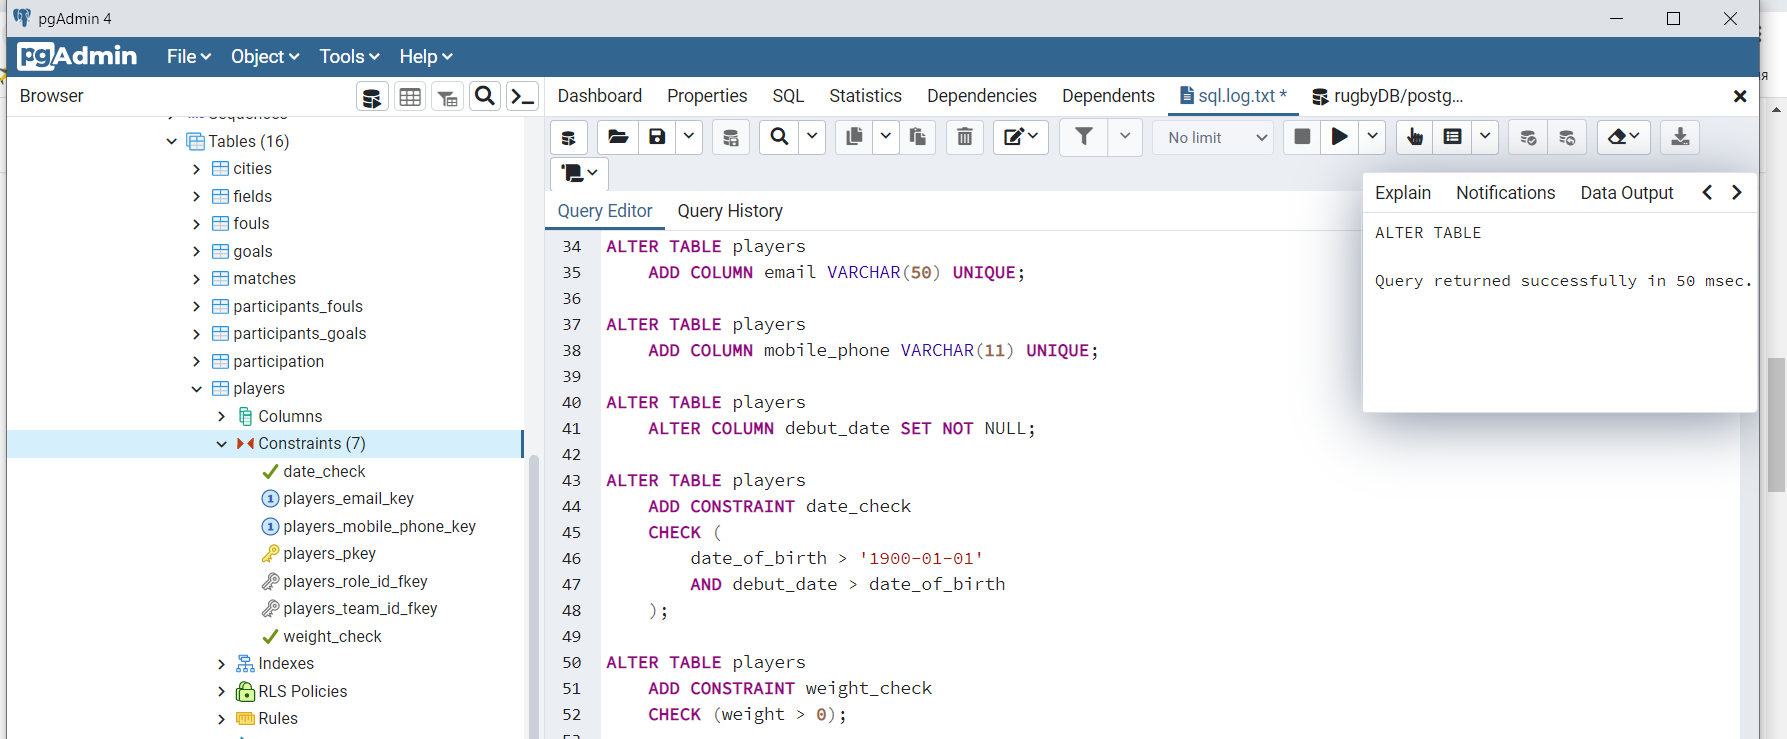 pgAdmin 4
pgAdmin File Object Tools Help
Browser
Dashboard Properties SQL Statistics Dependencies Dependents sql.log.txt * rugbyDB/postg...
Sequences
Tables (16)
cities
fields
fouls
goals
matches
participants_fouls
participants_goals
participation
players
Columns
Constraints (7)
date_check
players_email_key
players_mobile_phone_key
players_pkey
players_role_id_fkey
players_team_id_fkey
weight_check
Indexes
RLS Policies
Rules
No limit
Query Editor Query History
34 ALTER TABLE players
35 ADD COLUMN email VARCHAR(50) UNIQUE;
36
37 ALTER TABLE players
38 ADD COLUMN mobile_phone VARCHAR(11) UNIQUE;
39
40 ALTER TABLE players
41 ALTER COLUMN debut_date SET NOT NULL;
42
43 ALTER TABLE players
44 ADD CONSTRAINT date_check
45 CHECK (
46 date_of_birth > '1900-01-01'
47 AND debut_date > date_of_birth
48 );
49
50 ALTER TABLE players
51 ADD CONSTRAINT weight_check
52 CHECK (weight > 0);
Explain Notifications Data Output
ALTER TABLE
Query returned successfully in 50 msec.
я